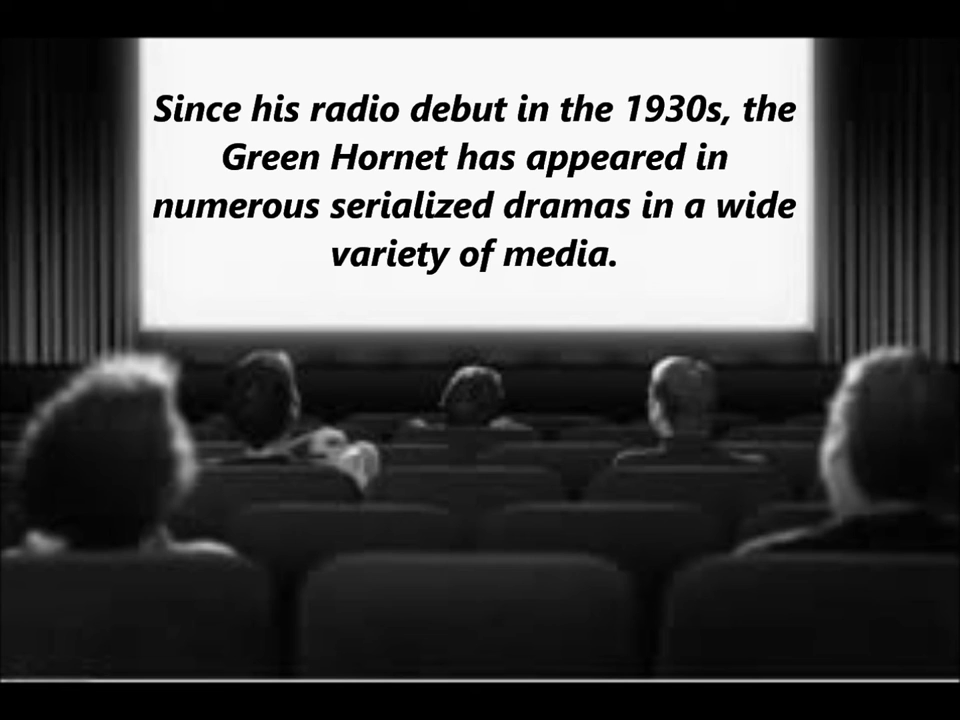 Since his radio debut in the 1930s, the
Green Hornet has appeared in
numerous serialized dramas in a wide
variety of media.